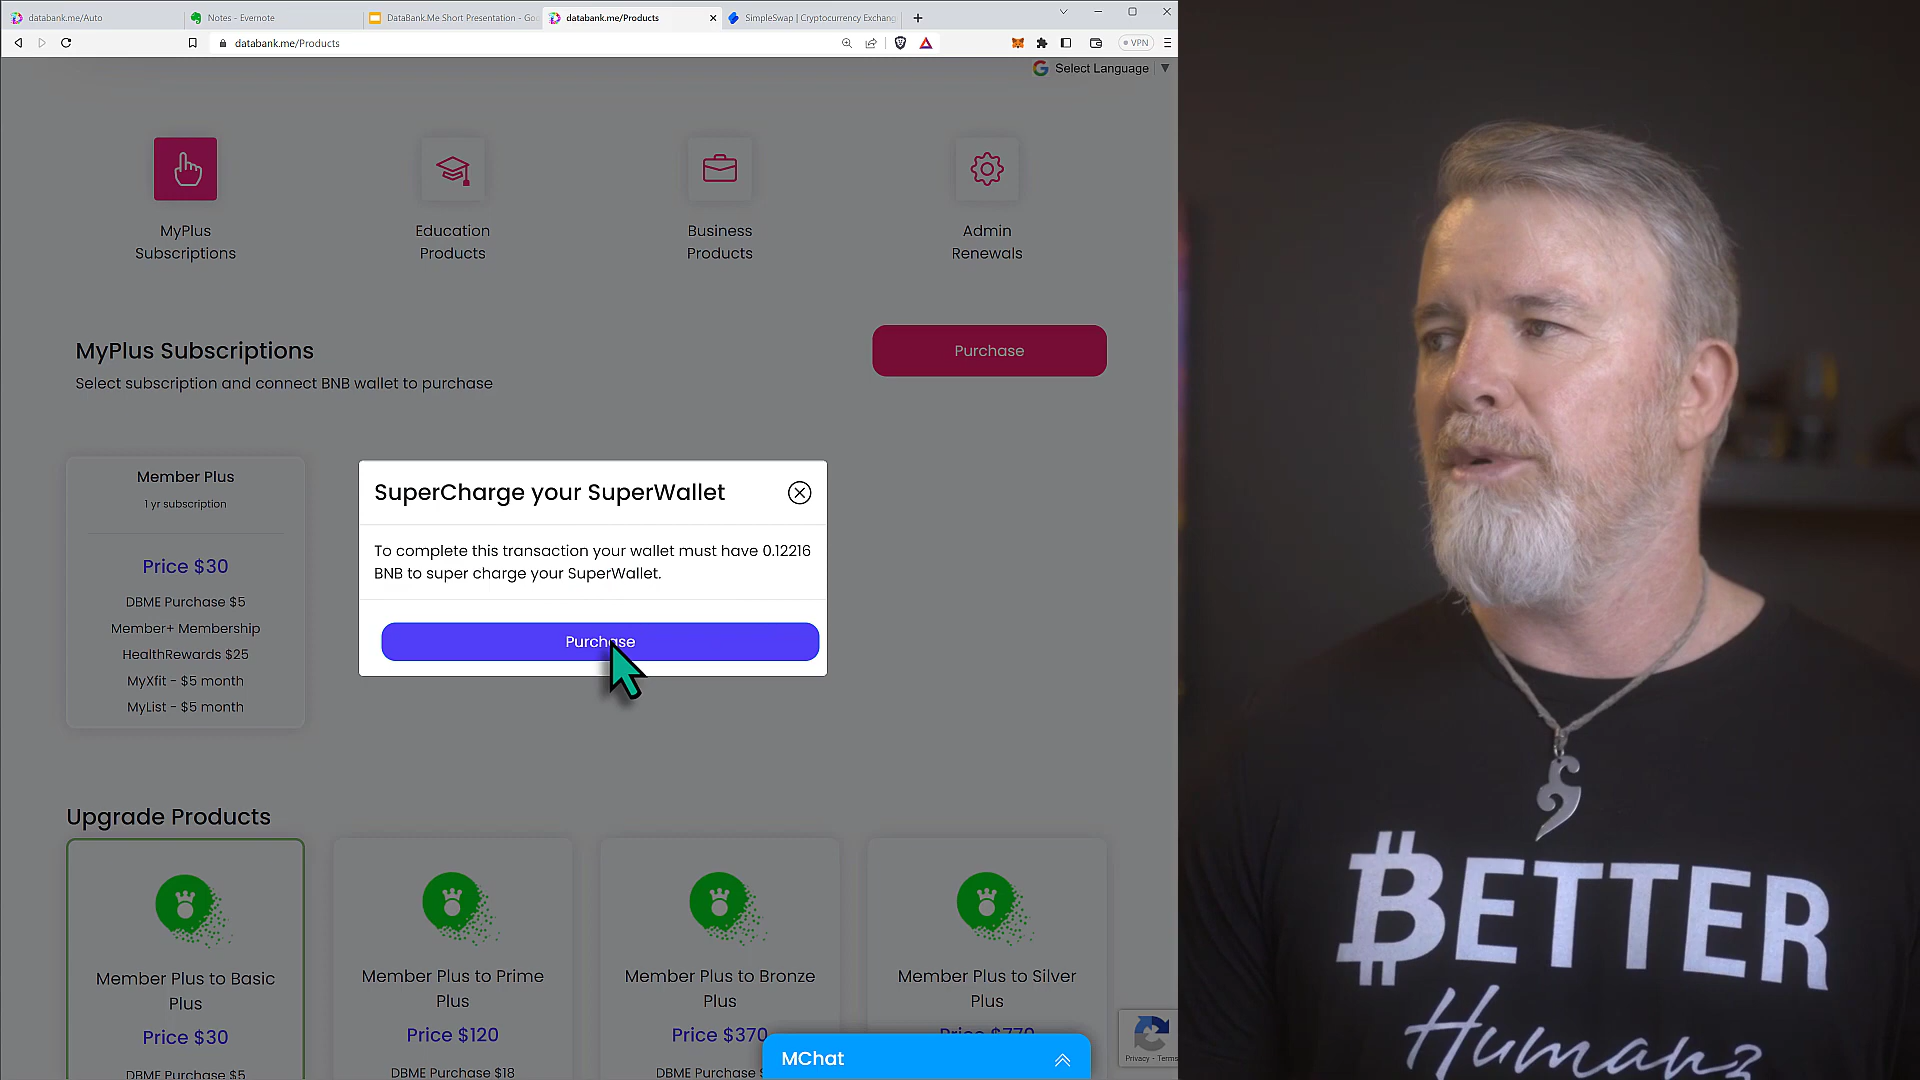 databank.me/Auto
Notes - Evernote
DataBank.Me Short Presentation - Goo
databank.me/Products
SimpleSwap | Cryptocurrency Exchang
databank.me/Products
VPN
Select Language
MyPlus
Subscriptions
Education
Products
Business
Products
Admin
Renewals
MyPlus Subscriptions
Select subscription and connect BNB wallet to purchase
Purchase
Member Plus
1 yr subscription
Price $30
DBME Purchase $5
Member+ Membership
HealthRewards $25
MyXfit - $5 month
MyList - $5 month
SuperCharge your SuperWallet
To complete this transaction your wallet must have 0.12216
BNB to super charge your SuperWallet.
Purchase
Upgrade Products
Member Plus to Basic
Plus
Price $30
DBME Purchase $5
Member Plus to Prime
Plus
Price $120
DBME Purchase $18
Member Plus to Bronze
Plus
Price $370
DBME Purchase
Member Plus to Silver
Plus
Price $770
MChat
Privacy - Terms
BETTER
Humanz